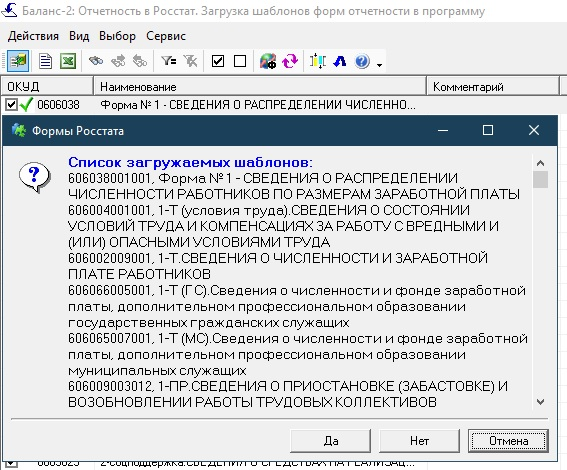 Баланс-2: Отчетность в Росстат. Загрузка шаблонов форм отчетности в программу
Действия Вид Выбор Сервис
ОКУД Наименование Комментарий
0606038 Форма № 1 - СВЕДЕНИЯ О РАСПРЕДЕЛЕНИИ ЧИСЛЕННО...
Формы Росстата
Список загружаемых шаблонов:
606038001001, Форма № 1 - СВЕДЕНИЯ О РАСПРЕДЕЛЕНИИ
ЧИСЛЕННОСТИ РАБОТНИКОВ ПО РАЗМЕРАМ ЗАРАБОТНОЙ ПЛАТЫ
606004001001, 1-Т (условия труда).СВЕДЕНИЯ О СОСТОЯНИИ
УСЛОВИЙ ТРУДА И КОМПЕНСАЦИЯХ ЗА РАБОТУ С ВРЕДНЫМИ И
(ИЛИ) ОПАСНЫМИ УСЛОВИЯМИ ТРУДА
606002009001, 1-Т.СВЕДЕНИЯ О ЧИСЛЕННОСТИ И ЗАРАБОТНОЙ
ПЛАТЕ РАБОТНИКОВ
606066005001, 1-Т (ГС).Сведения о численности и фонде заработной
платы, дополнительном профессиональном образовании
государственных гражданских служащих
606065007001, 1-Т (МС).Сведения о численности и фонде заработной
платы, дополнительном профессиональном образовании
муниципальных служащих
606009003012, 1-ПР.СВЕДЕНИЯ О ПРИОСТАНОВКЕ (ЗАБАСТОВКЕ) И
ВОЗОБНОВЛЕНИИ РАБОТЫ ТРУДОВЫХ КОЛЛЕКТИВОВ
Да Нет Отмена
2-соцподдержка.СВЕДЕНИЯ О СРЕДСТВАХ НА РЕАЛИЗАЦ...